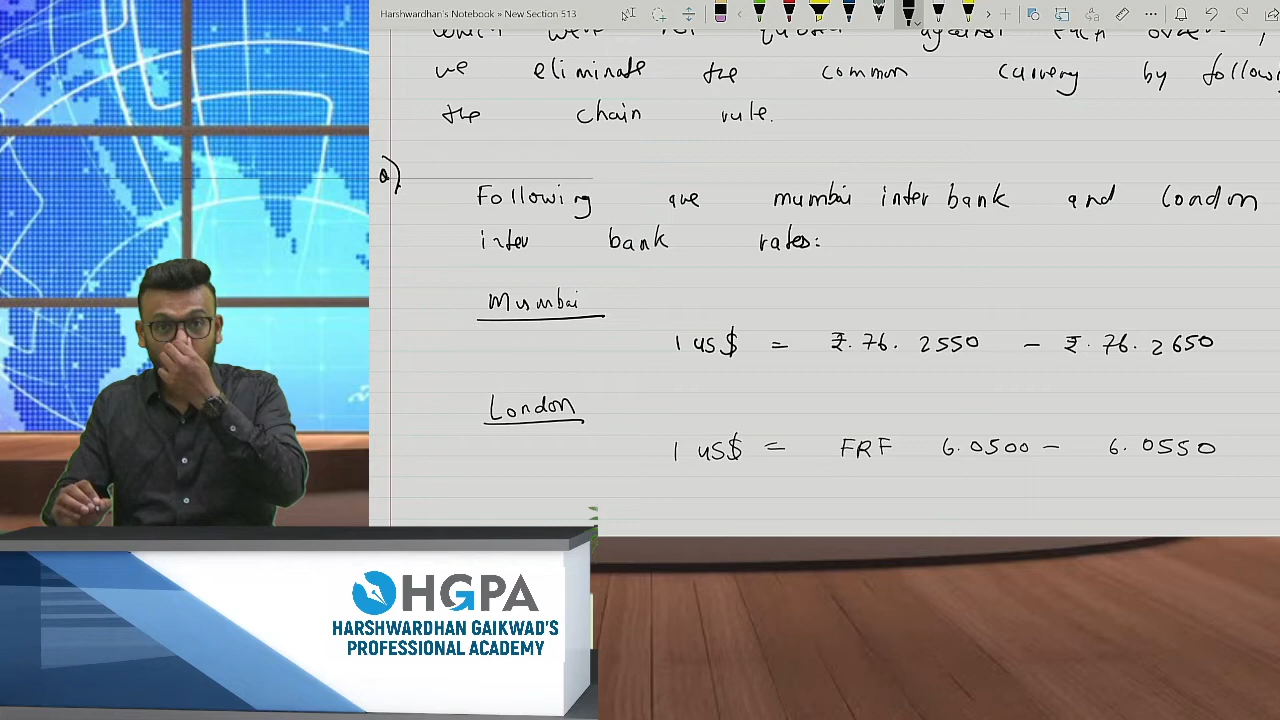 Harshwardhan's Notebook » New Section 513
we eliminate the common currency by
the chain rule.
Q)
Following are mumbai inter bank and London
inter bank rates:
Mumbai
1 US$ = ₹.76.2550 - ₹.76.2650
London
1 US$ = FRF 6.0500 - 6.0550
HGPA
HARSHWARDHAN GAIKWAD'S
PROFESSIONAL ACADEMY